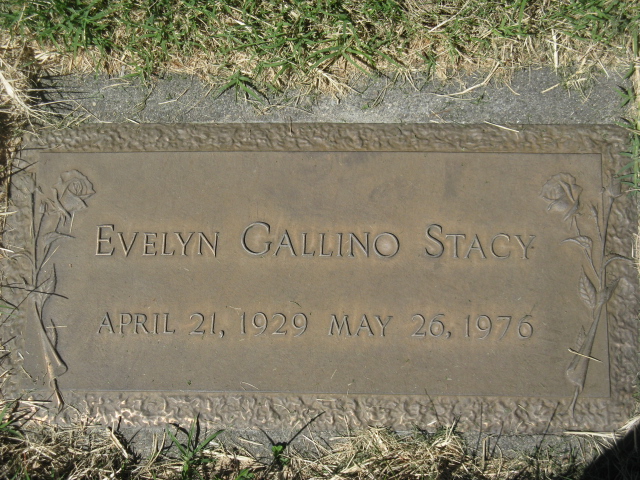 EVELYN GALLINO STACY
APRIL 21, 1929 MAY 26, 1976